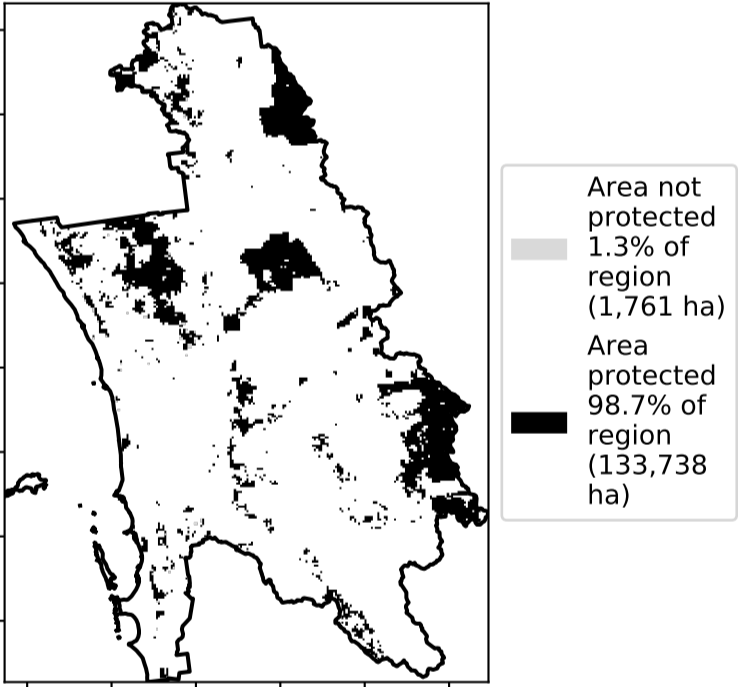 Area not
protected
1.3% of
region
(1,761 ha)
Area
protected
98.7% of
region
(133,738
ha)